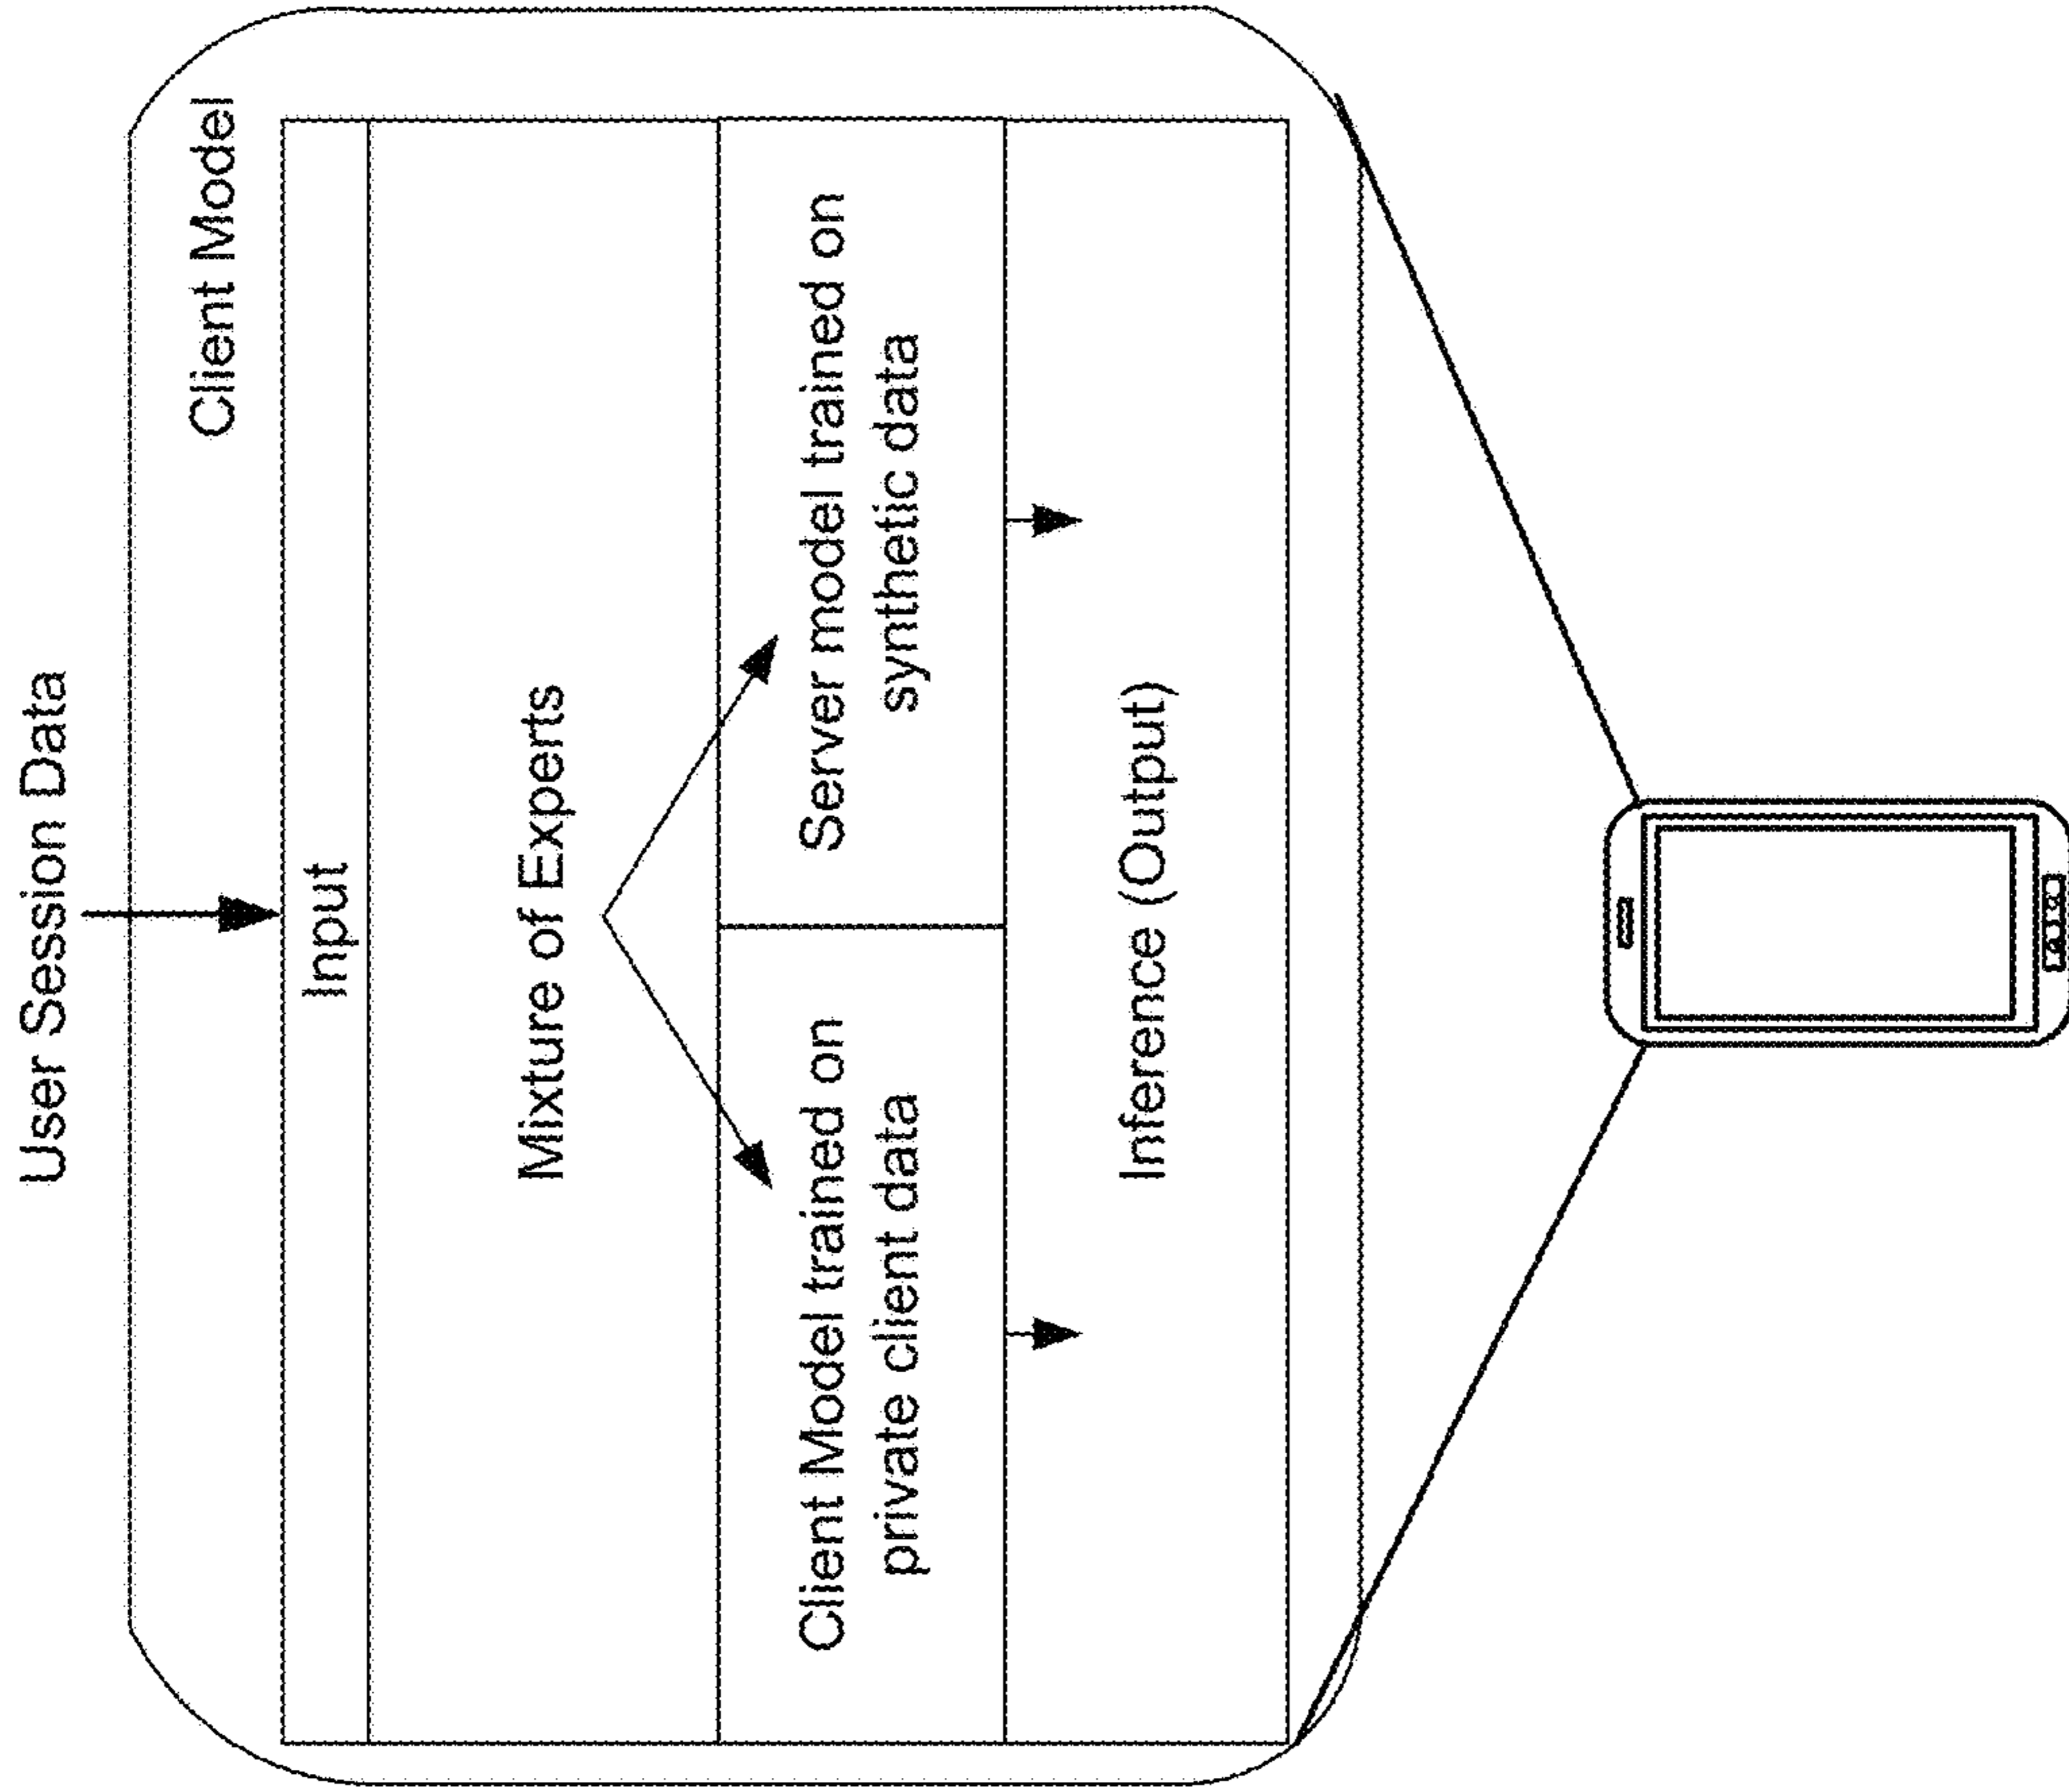 User Session Data
Client Model
Input
Mixture of Experts
Client Model trained on
private client data
Server model trained on
synthetic data
Inference (Output)